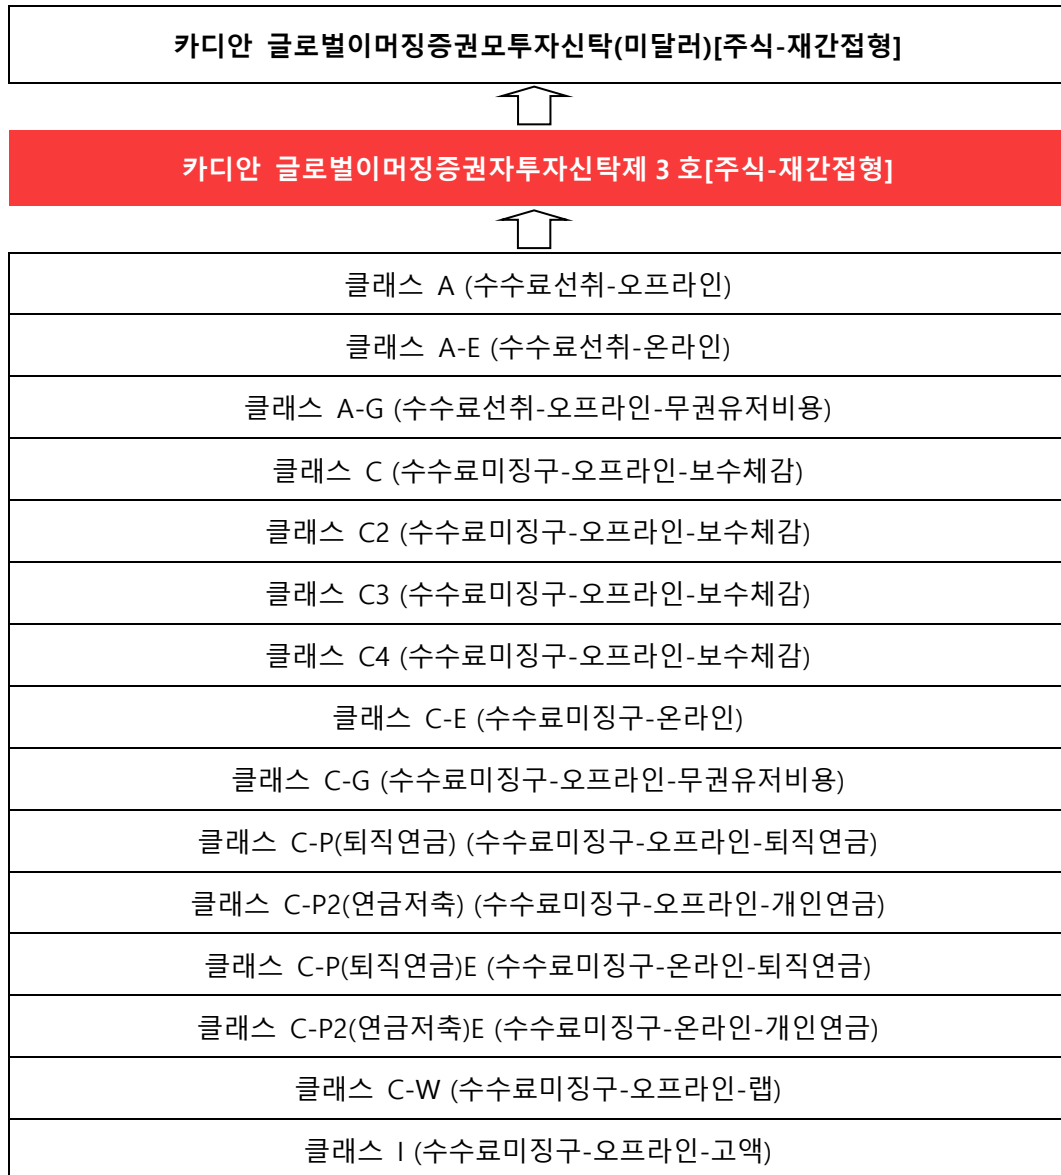 카디안 글로벌이머징증권모투자신탁(미달러)[주식-재간접형]
카디안 글로벌이머징증권자투자신탁제 3 호[주식-재간접형]
클래스 A (수수료선취-오프라인)
클래스 A-E (수수료선취-온라인)
클래스 A-G (수수료선취-오프라인-무권유저비용)
클래스 C (수수료미징구-오프라인-보수체감)
클래스 C2 (수수료미징구-오프라인-보수체감)
클래스 C3 (수수료미징구-오프라인-보수체감)
클래스 C4 (수수료미징구-오프라인-보수체감)
클래스 C-E (수수료미징구-온라인)
클래스 C-G (수수료미징구-오프라인-무권유저비용)
클래스 C-P(퇴직연금) (수수료미징구-오프라인-퇴직연금)
클래스 C-P2(연금저축) (수수료미징구-오프라인-개인연금)
클래스 C-P(퇴직연금)E (수수료미징구-온라인-퇴직연금)
클래스 C-P2(연금저축)E (수수료미징구-온라인-개인연금)
클래스 C-W (수수료미징구-오프라인-랩)
클래스 I (수수료미징구-오프라인-고액)